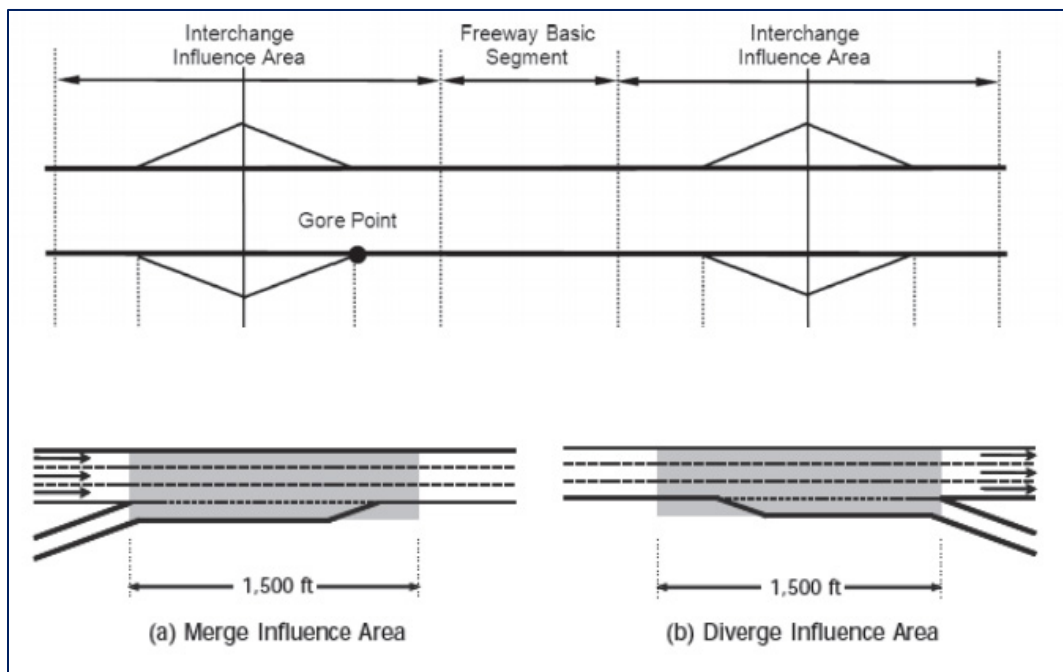 Interchange
Influence Area
Freeway Basic
Segment
Interchange
Influence Area
Gore Point
1,500 ft
1,500 ft
(a) Merge Influence Area
(b) Diverge Influence Area